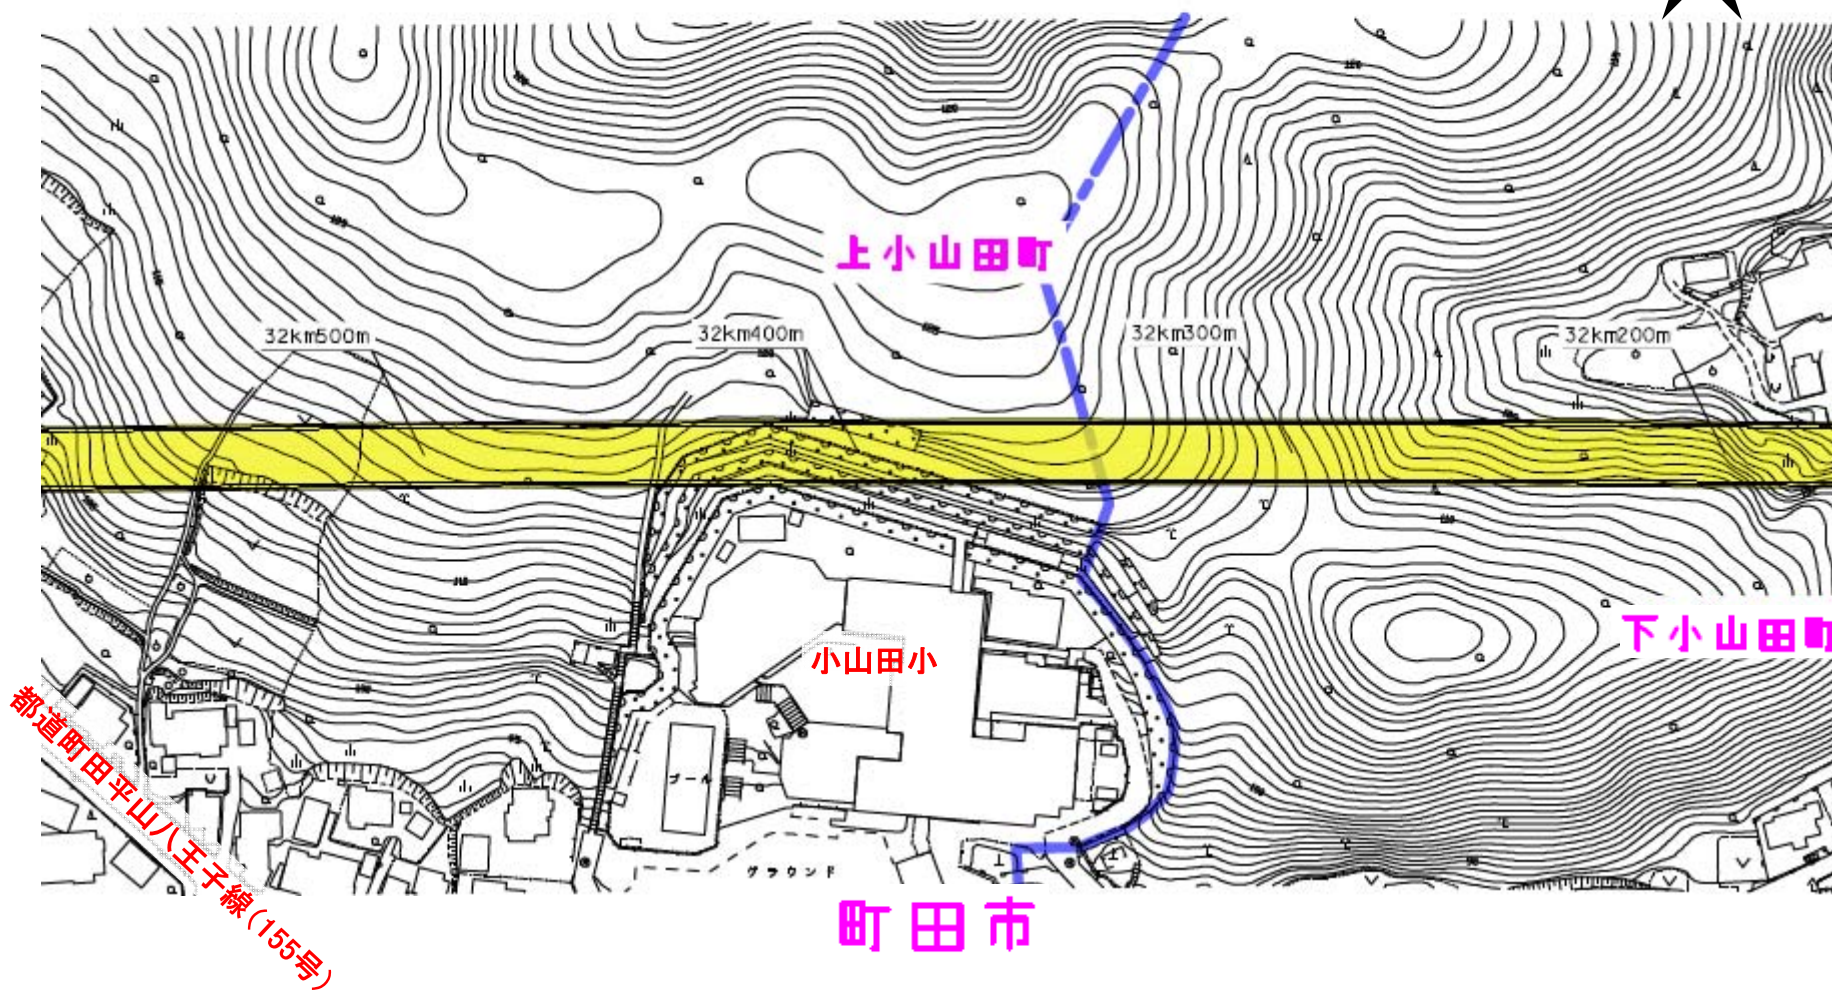 上小山田町
32km500m
32km400m
32km300m
32km200m
下小山田町
小山田小
プール
グラウンド
都道町田平山八王子線(155号)
町田市